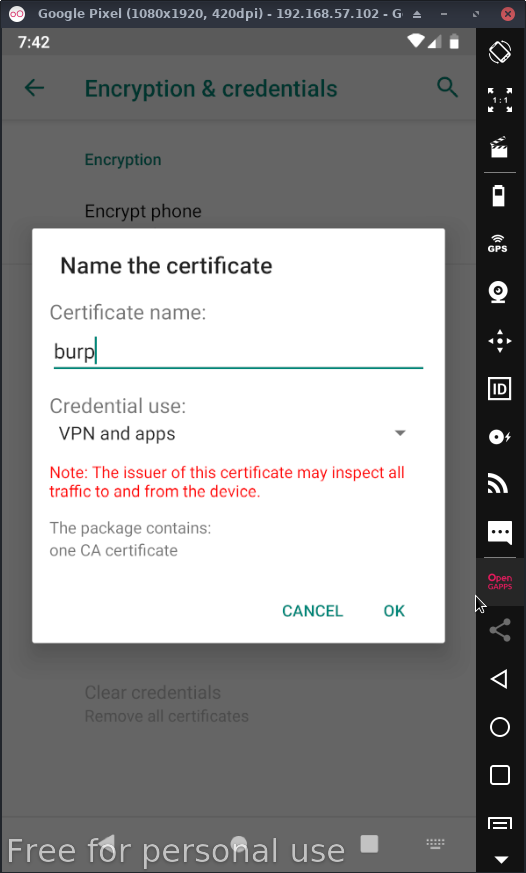 Google Pixel (1080x1920, 420dpi) - 192.168.57.102 - G
7:42
1:1
Encryption & credentials
Encryption
GPS
Encrypt phone
Name the certificate
Certificate name:
burp
ID
Credential use:
VPN and apps
Note: The issuer of this certificate may inspect all
traffic to and from the device.
The package contains:
one CA certificate
Open
GAPPS
CANCEL OK
Clear credentials
Remove all certificates
Free for personal use